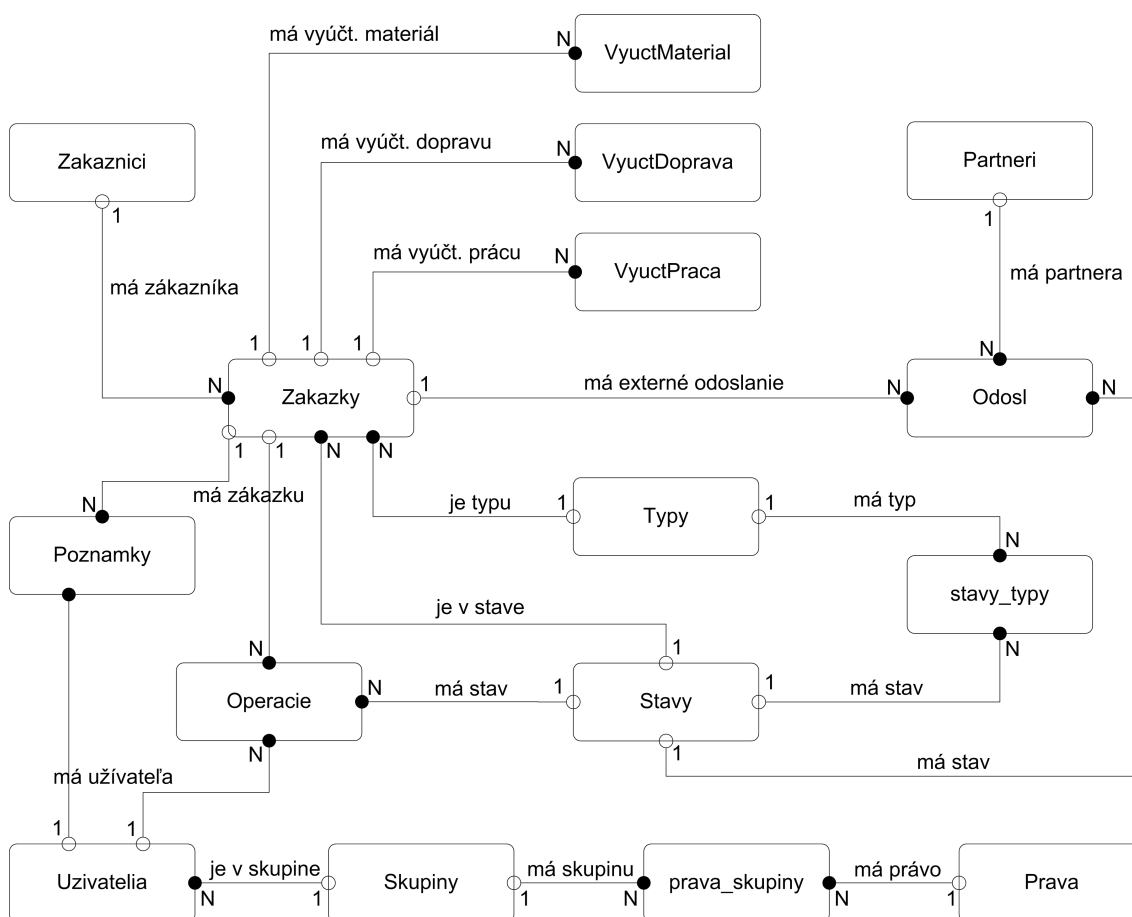 má vyúčt. materiál
N
VyuctMaterial
má vyúčt. dopravu
N
VyuctDoprava
Zakaznici
1
Partneri
1
má vyúčt. prácu
N
VyuctPraca
má zákazníka
má partnera
1
1
1
N
N
Zakazky
1
má externé odoslanie
N
Odosl
N
1
1
N
N
má zákazku
N
je typu
1
Typy
1
má typ
N
Poznamky
stavy_typy
je v stave
N
1
N
Operacie
N
má stav
1
Stavy
1
má stav
N
1
má užívateľa
má stav
1
1
Uzivatelia
N
je v skupine
1
Skupiny
1
má skupinu
N
prava_skupiny
N
má právo
1
Prava